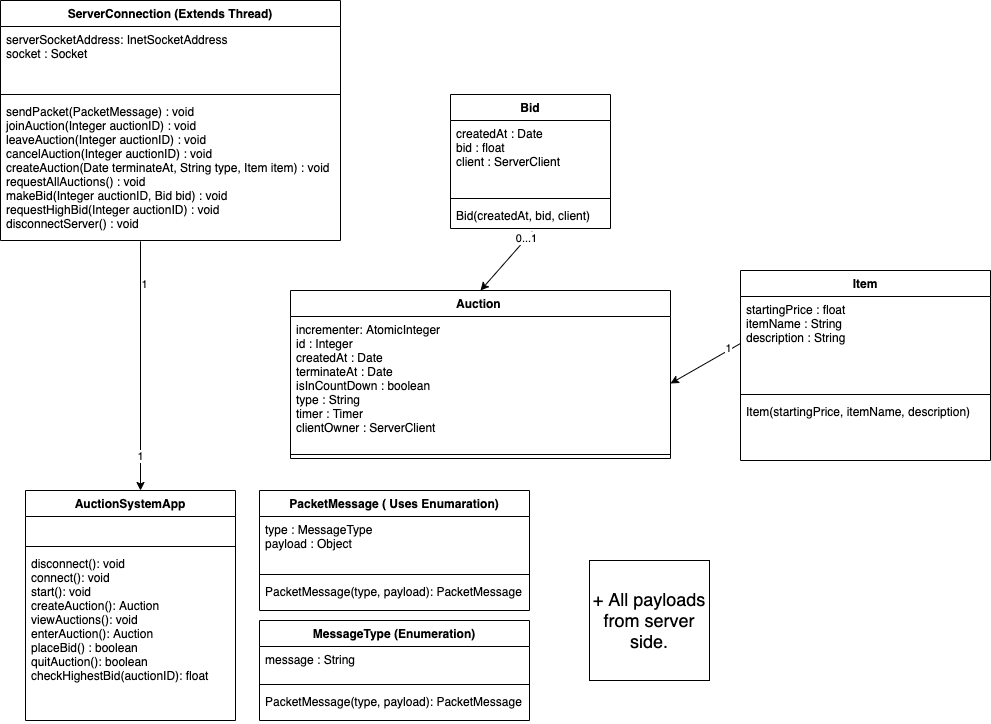 ServerConnection (Extends Thread)
serverSocketAddress: InetSocketAddress
socket : Socket
sendPacket(PacketMessage) : void
joinAuction(Integer auctionID) : void
leaveAuction(Integer auctionID) : void
cancelAuction(Integer auctionID) : void
createAuction(Date terminateAt, String type, Item item) : void
requestAllAuctions() : void
makeBid(Integer auctionID, Bid bid) : void
requestHighBid(Integer auctionID) : void
disconnectServer() : void
Bid
createdAt : Date
bid : float
client : ServerClient
Bid(createdAt, bid, client)
0...1
1
Auction
incrementer: AtomicInteger
id : Integer
createdAt : Date
terminateAt : Date
isInCountDown : boolean
type : String
timer : Timer
clientOwner : ServerClient
Item
startingPrice : float
itemName : String
description : String
Item(startingPrice, itemName, description)
1
1
AuctionSystemApp
disconnect(): void
connect(): void
start(): void
createAuction(): Auction
viewAuctions(): void
enterAuction(): Auction
placeBid() : boolean
quitAuction(): boolean
checkHighestBid(auctionID): float
PacketMessage ( Uses Enumaration)
type : MessageType
payload : Object
PacketMessage(type, payload): PacketMessage
MessageType (Enumeration)
message : String
PacketMessage(type, payload): PacketMessage
+ All payloads
from server
side.